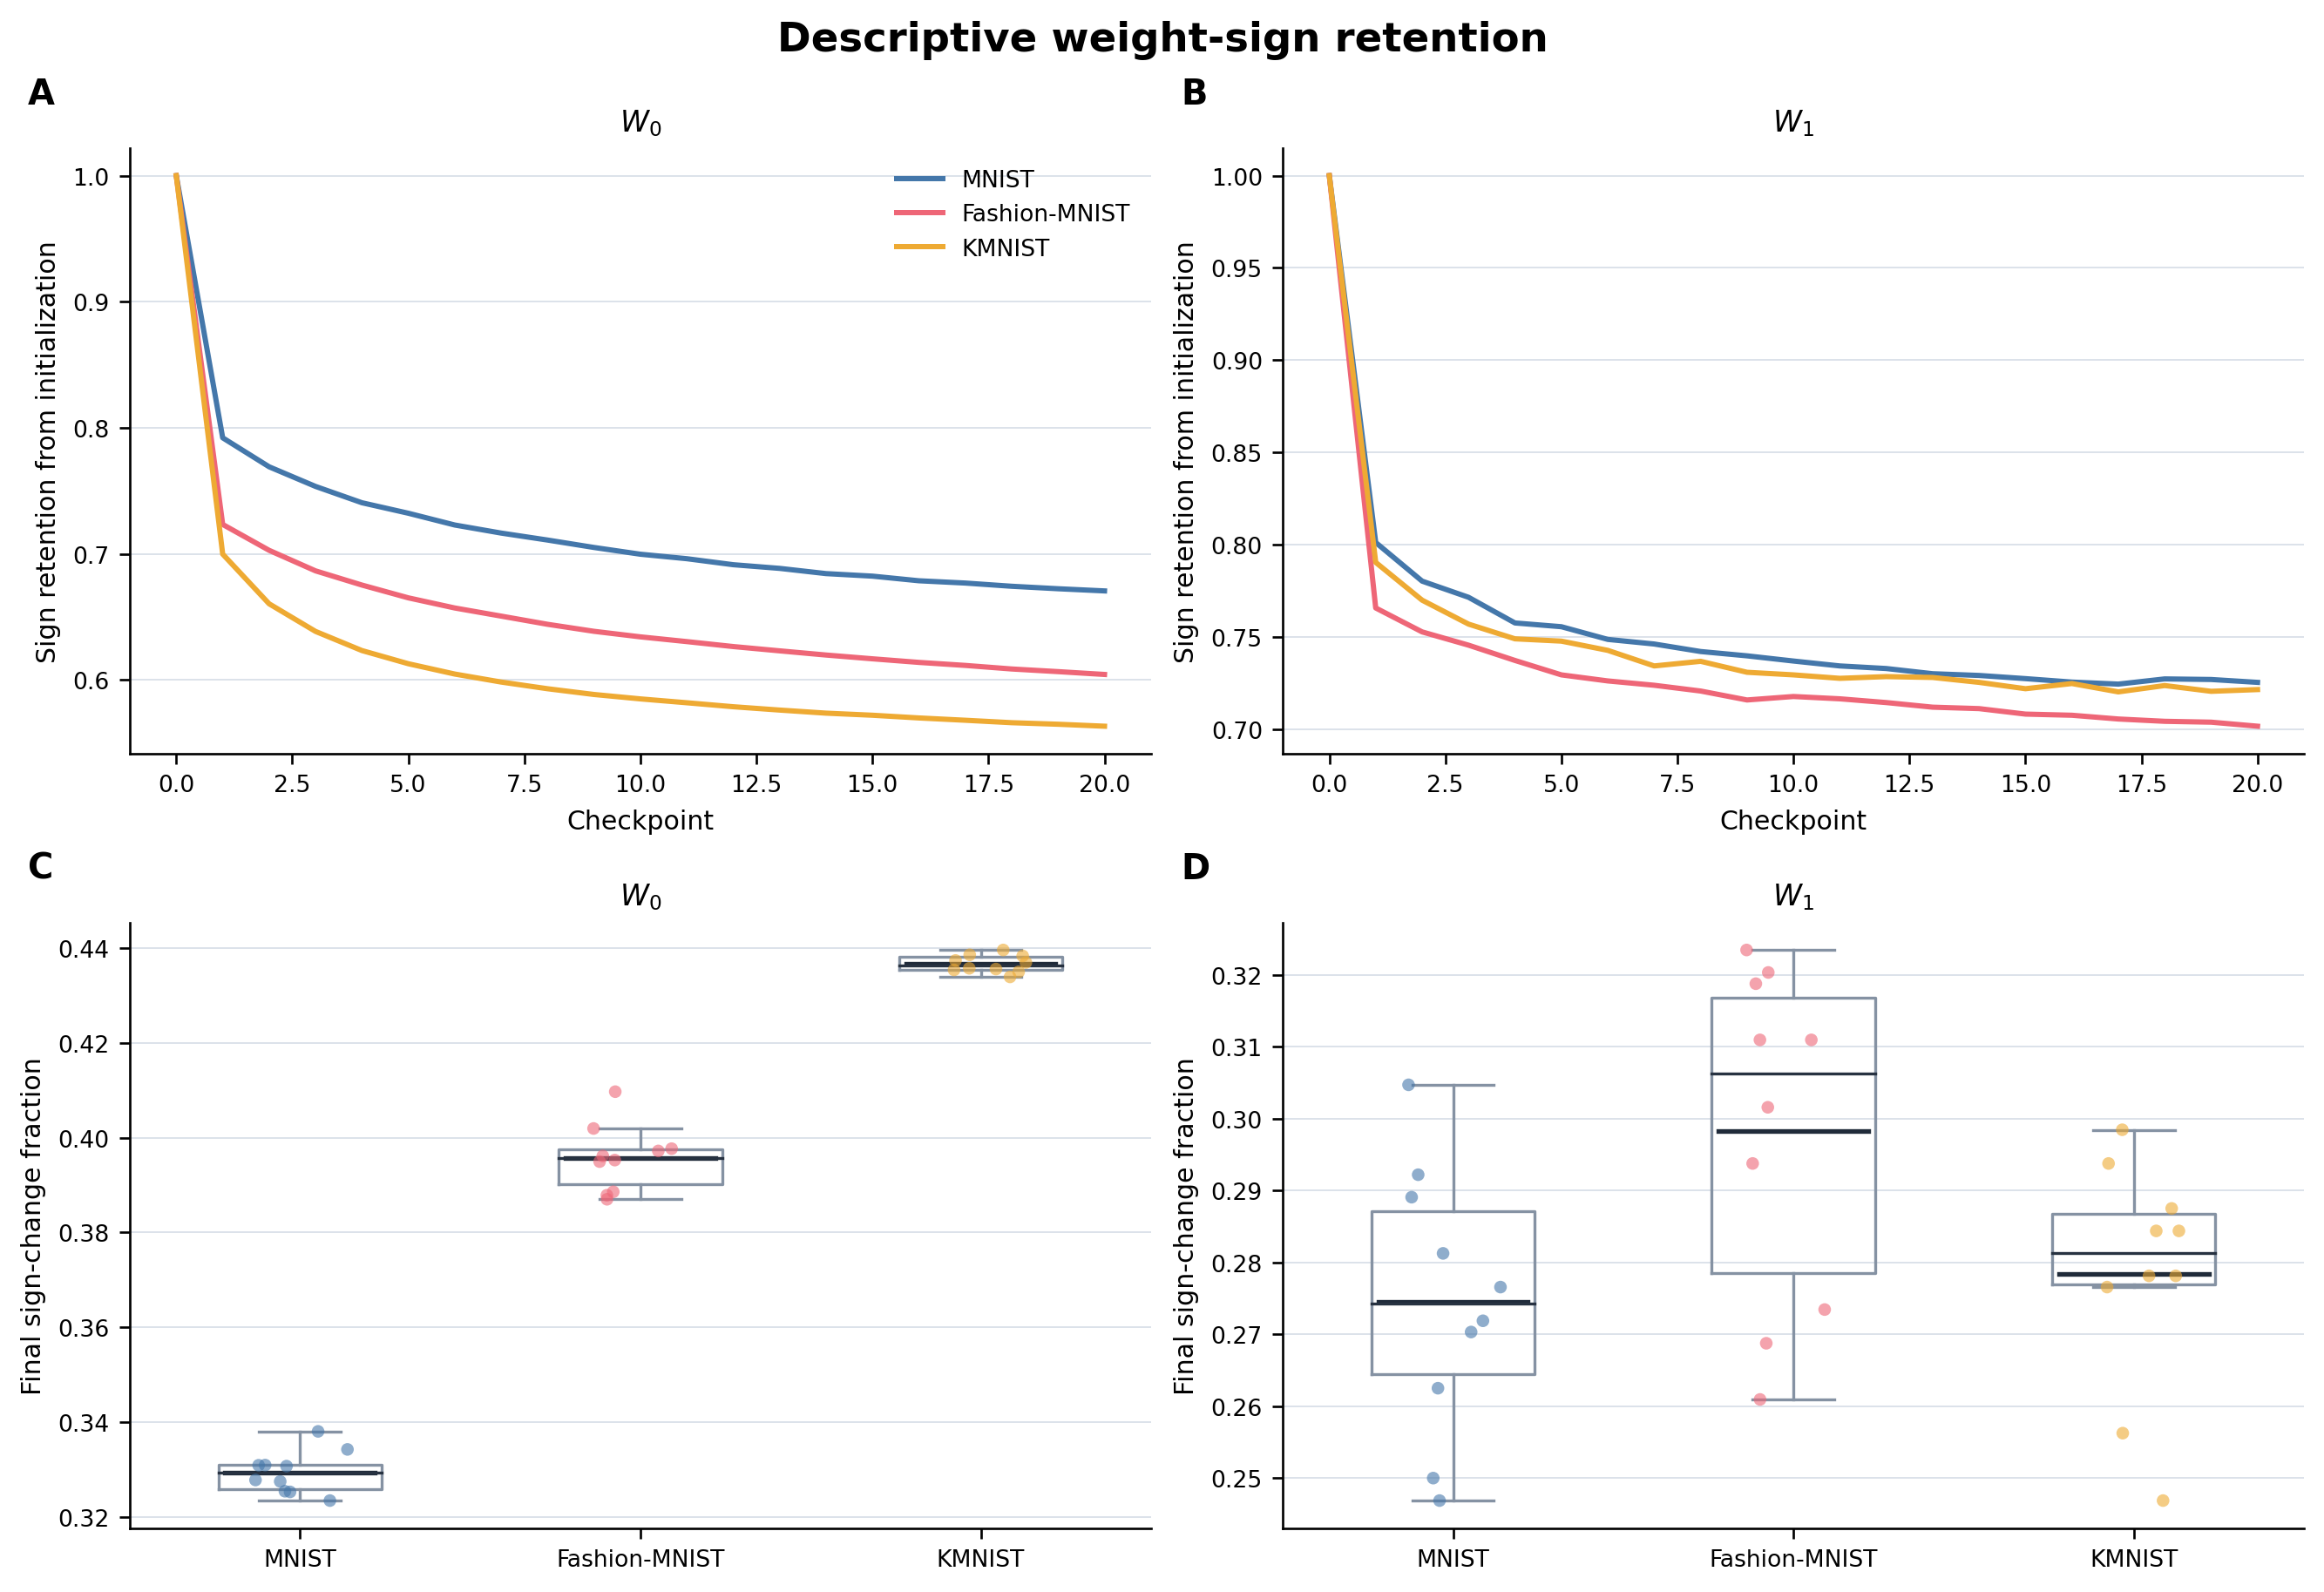 Descriptive weight-sign retention
A
W0
Sign retention from initialization
1.0
0.9
0.8
0.7
0.6
MNIST
Fashion-MNIST
KMNIST
0.0 2.5 5.0 7.5 10.0 12.5 15.0 17.5 20.0
Checkpoint
B
W1
Sign retention from initialization
1.00
0.95
0.90
0.85
0.80
0.75
0.70
0.0 2.5 5.0 7.5 10.0 12.5 15.0 17.5 20.0
Checkpoint
C
W0
Final sign-change fraction
0.44
0.42
0.40
0.38
0.36
0.34
0.32
MNIST Fashion-MNIST KMNIST
D
W1
Final sign-change fraction
0.32
0.31
0.30
0.29
0.28
0.27
0.26
0.25
MNIST Fashion-MNIST KMNIST